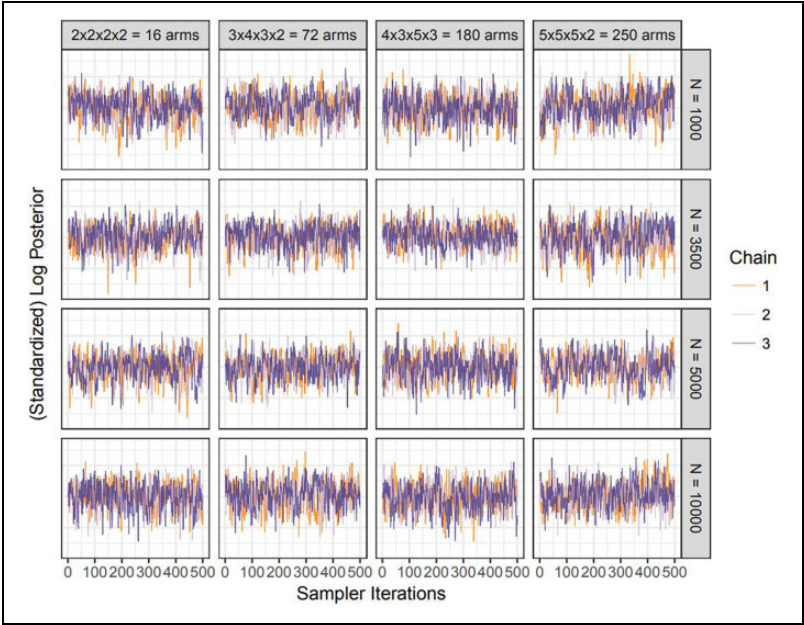 2x2x2x2 = 16 arms 3x4x3x2 = 72 arms 4x3x5x3 = 180 arms 5x5x5x2 = 250 arms
N = 1000
N = 3500
N = 5000
N = 10000
(Standardized) Log Posterior
Chain
1
2
3
0 100 200 300 400 500 0 100 200 300 400 500 0 100 200 300 400 500 0 100 200 300 400 500
Sampler Iterations